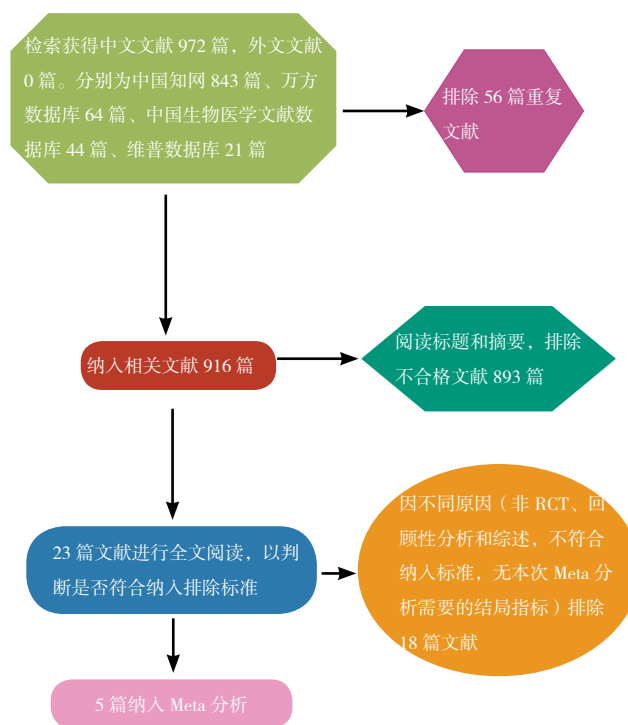 检索获得中文文献 972 篇，外文文献
0 篇。分别为中国知网 843 篇、万方
数据库 64 篇、中国生物医学文献数
据库 44 篇、维普数据库 21 篇
排除 56 篇重复
文献
纳入相关文献 916 篇
阅读标题和摘要，排除
不合格文献 893 篇
23 篇文献进行全文阅读，以判
断是否符合纳入排除标准
因不同原因（非 RCT、回
顾性分析和综述，不符合
纳入标准，无本次 Meta 分
析需要的结局指标）排除
18 篇文献
5 篇纳入 Meta 分析